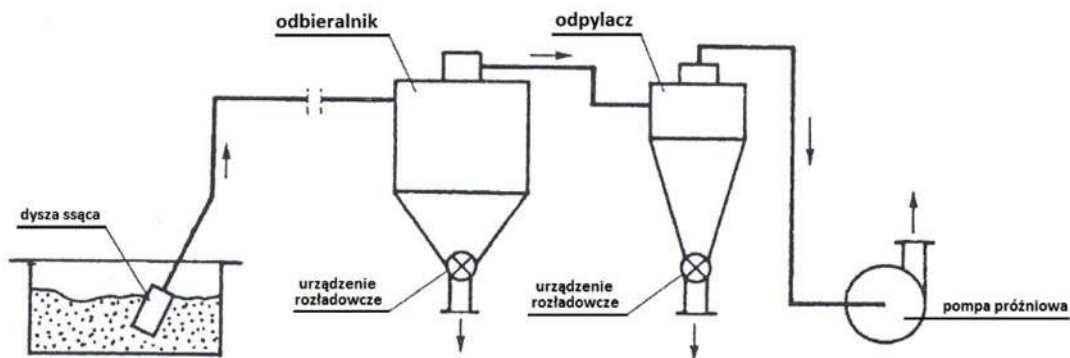 odbieralnik
odpylacz
dysza ssąca
urządzenie
rozładowcze
urządzenie
rozładowcze
pompa próżniowa